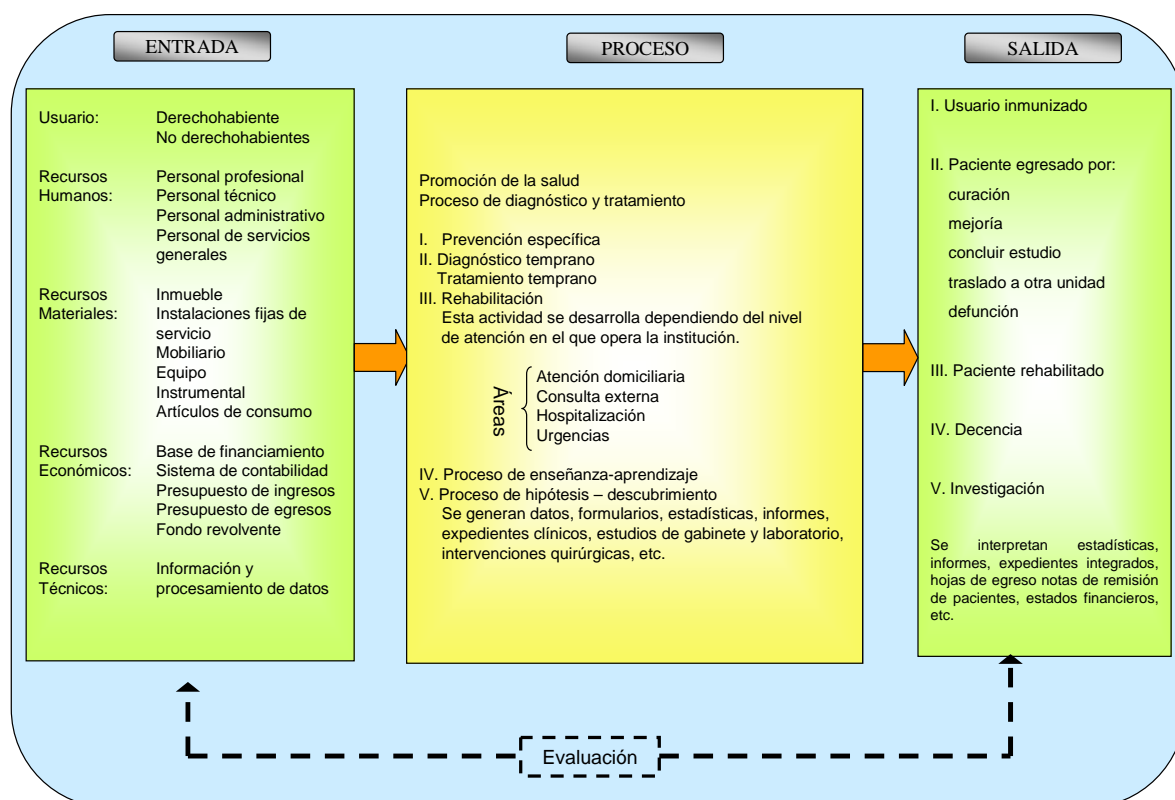 ENTRADA
PROCESO
SALIDA
Usuario: Derechohabiente
No derechohabientes
Recursos Personal profesional
Humanos: Personal técnico
Personal administrativo
Personal de servicios
generales
Recursos Inmueble
Materiales: Instalaciones fijas de
servicio
Mobiliario
Equipo
Instrumental
Artículos de consumo
Recursos Base de financiamiento
Económicos: Sistema de contabilidad
Presupuesto de ingresos
Presupuesto de egresos
Fondo revolvente
Recursos Información y
Técnicos: procesamiento de datos
Promoción de la salud
Proceso de diagnóstico y tratamiento
I. Prevención específica
II. Diagnóstico temprano
Tratamiento temprano
III. Rehabilitación
Esta actividad se desarrolla dependiendo del nivel
de atención en el que opera la institución.
Áreas
Atención domiciliaria
Consulta externa
Hospitalización
Urgencias
IV. Proceso de enseñanza-aprendizaje
V. Proceso de hipótesis – descubrimiento
Se generan datos, formularios, estadísticas, informes,
expedientes clínicos, estudios de gabinete y laboratorio,
intervenciones quirúrgicas, etc.
I. Usuario inmunizado
II. Paciente egresado por:
curación
mejoría
concluir estudio
traslado a otra unidad
defunción
III. Paciente rehabilitado
IV. Decencia
V. Investigación
Se interpretan estadísticas,
informes, expedientes integrados,
hojas de egreso notas de remisión
de pacientes, estados financieros,
etc.
Evaluación